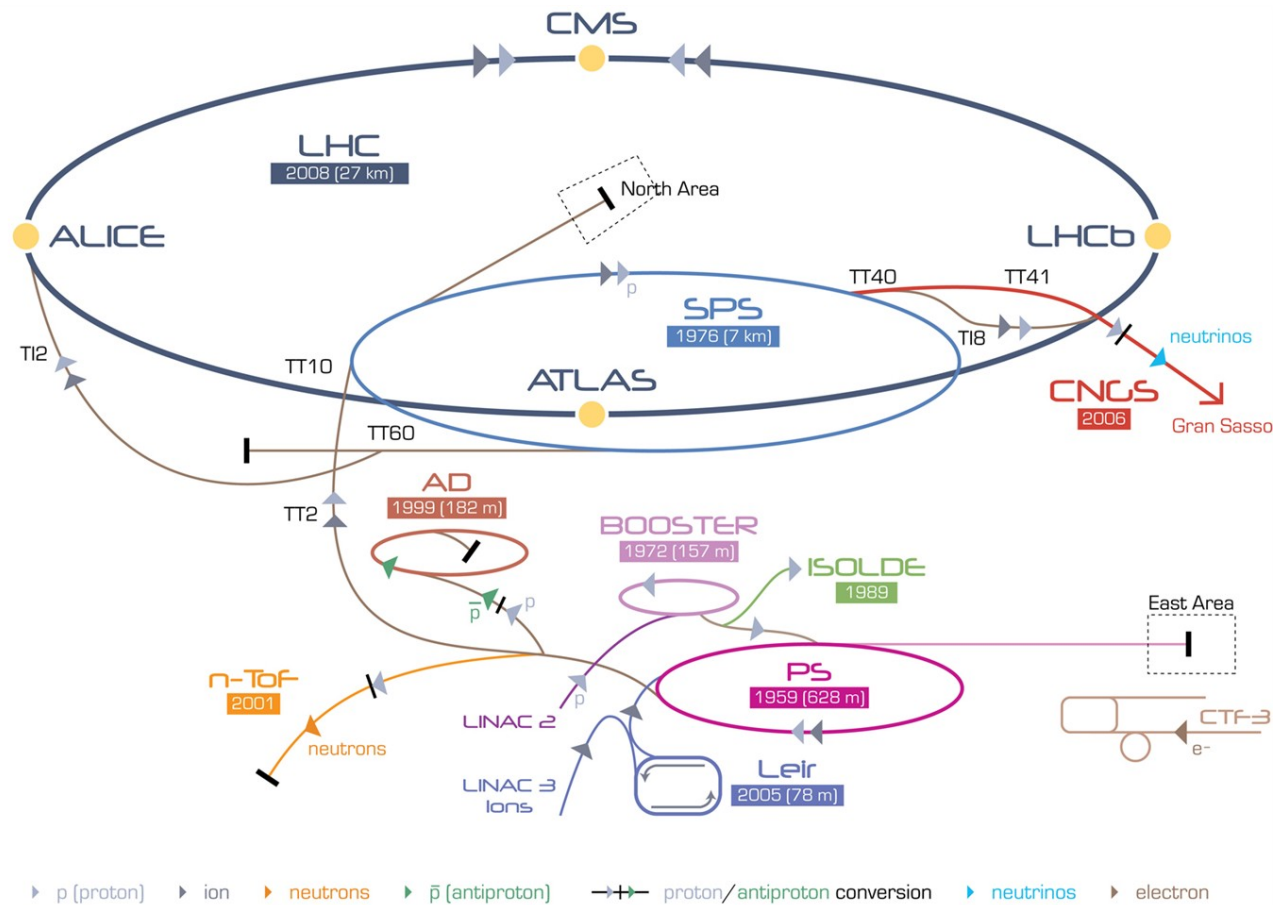 CMS
LHC
2008 (27 km)
North Area
ALICE
LHCb
TT40
TT41
p
SPS
1976 (7 km)
TI8
neutrinos
TI2
TT10
ATLAS
CNGS
2006
Gran Sasso
TT60
AD
1999 (182 m)
TT2
BOOSTER
1972 (157 m)
ISOLDE
1989
p̄
p
East Area
n-ToF
2001
PS
1959 (628 m)
p
LINAC 2
neutrons
CTF3
e-
LINAC 3
Ions
Leir
2005 (78 m)
p (proton)
ion
neutrons
p̄ (antiproton)
proton/antiproton conversion
neutrinos
electron